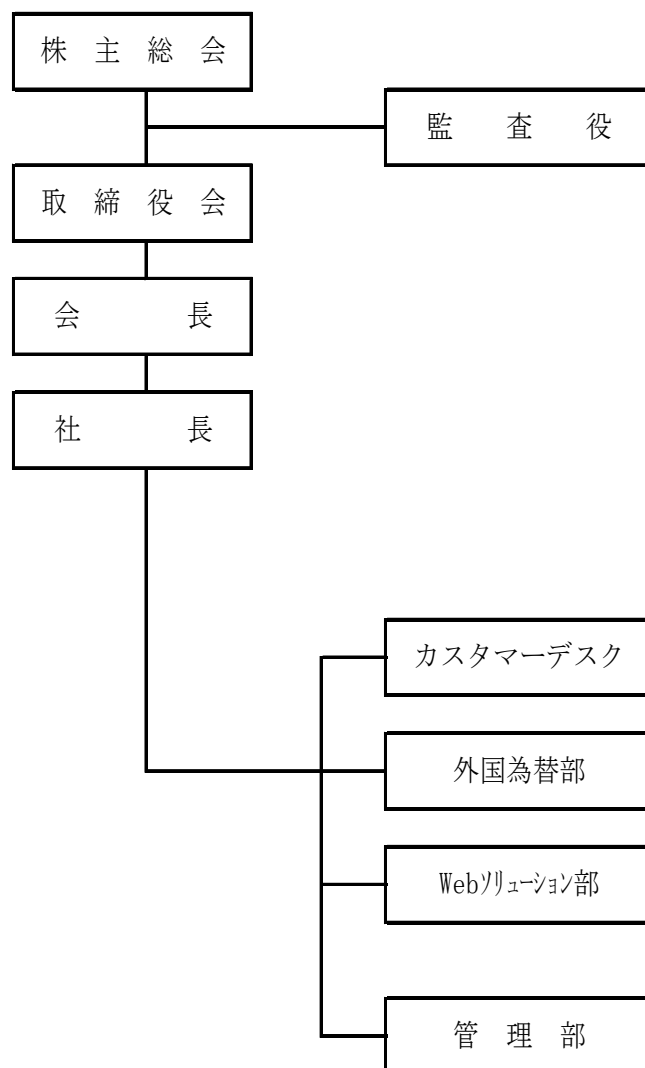 株　主　総　会
監　査　役
取　締　役　会
会　長
社　長
カスタマーデスク
外国為替部
Webｿﾘｭｰｼｮﾝ部
管　理　部